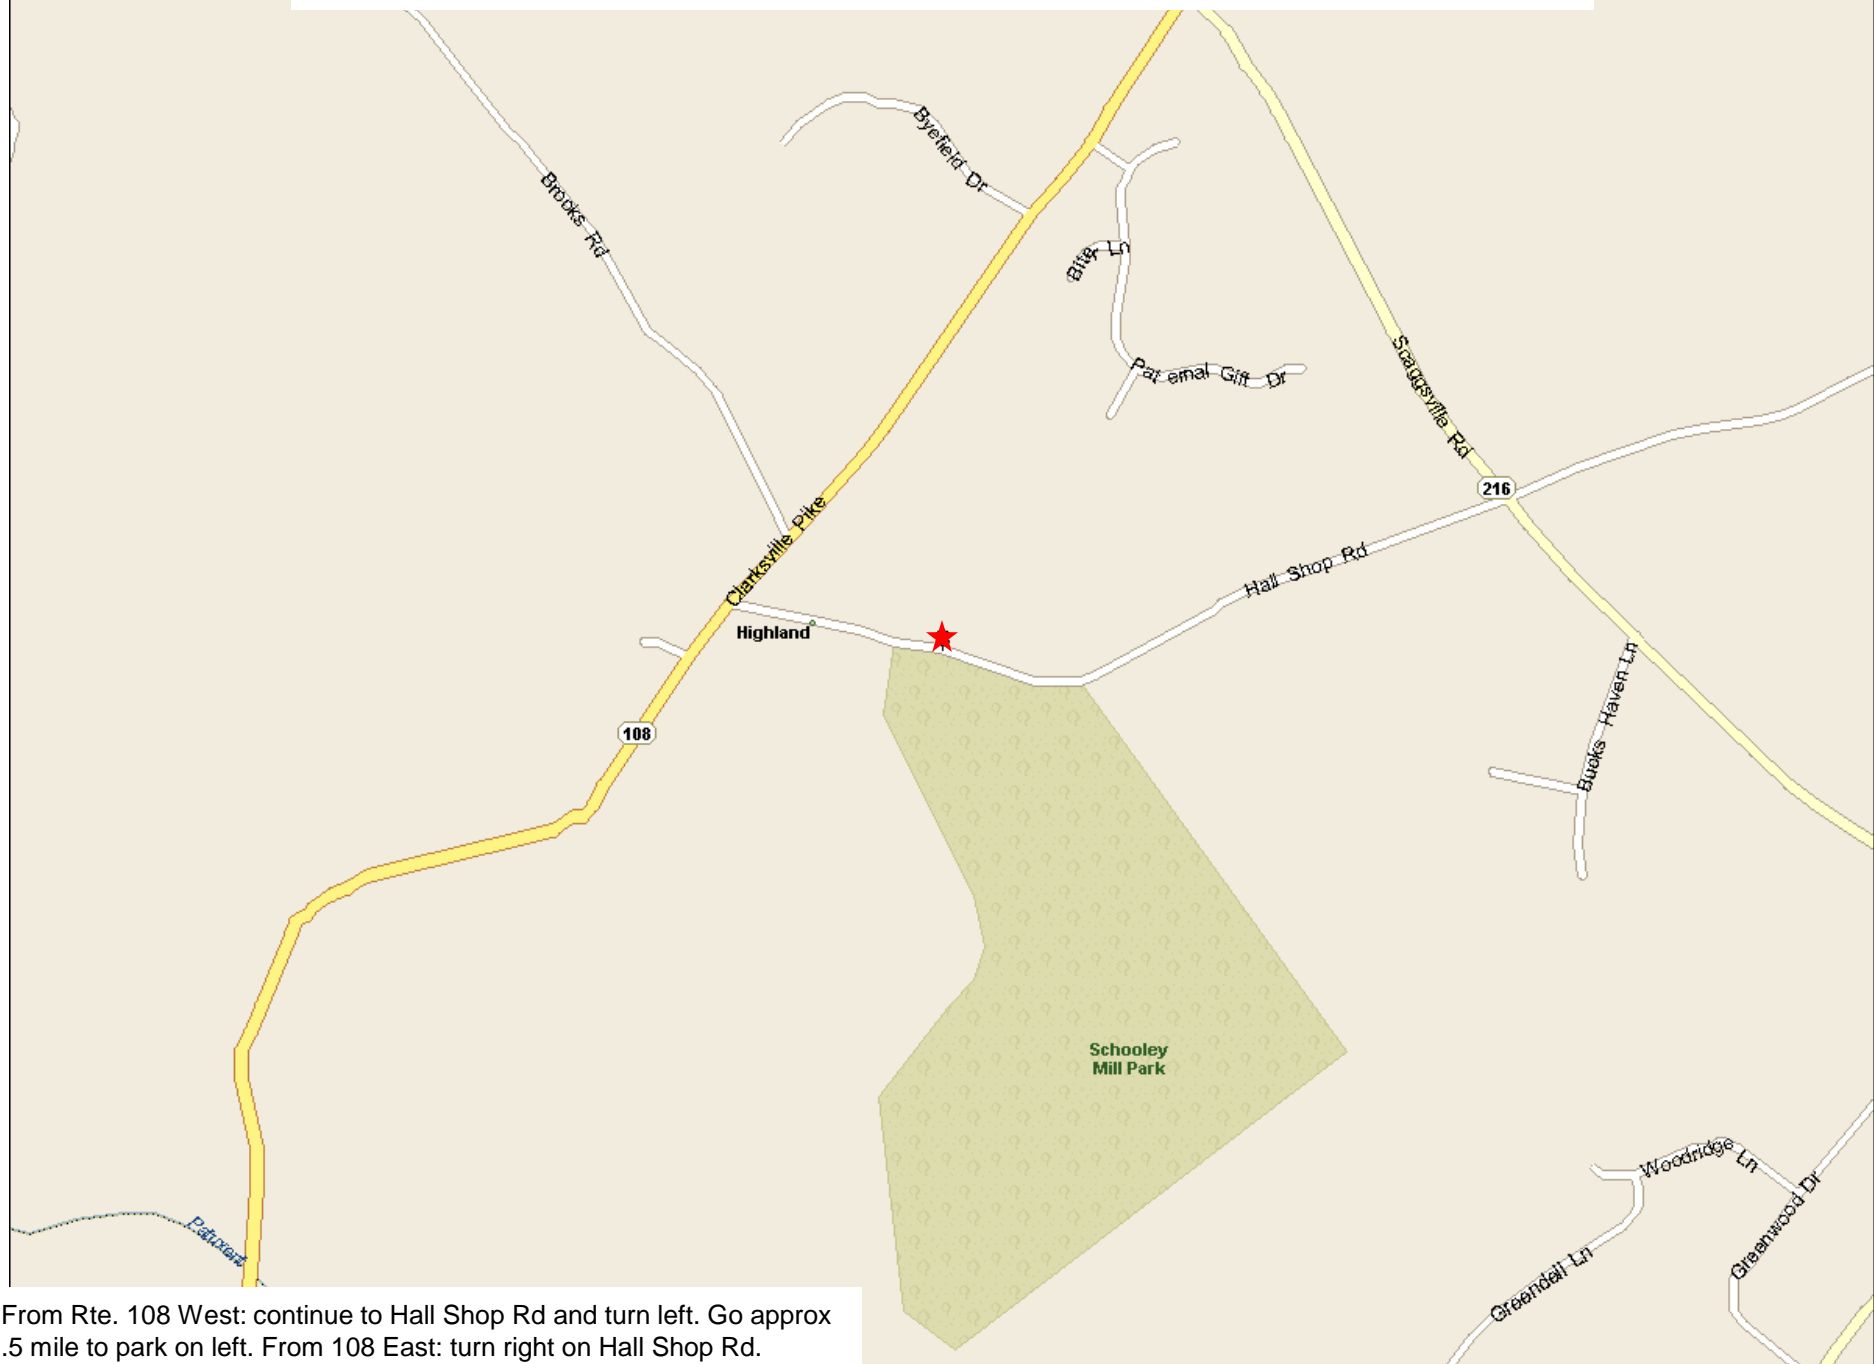 Byefield Dr
Brooks Rd
Bitty Ln
Paternal Gift Dr
Scaggsville Rd
216
Clarksville Pike
Hall Shop Rd
Highland
Bucks Haven Ln
108
Schooley
Mill Park
Woodridge Ln
Greenwood Dr
Patuxent
Greendell Ln
From Rte. 108 West: continue to Hall Shop Rd and turn left. Go approx
.5 mile to park on left. From 108 East: turn right on Hall Shop Rd.